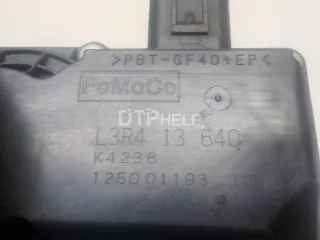 >PBT-GF40+EP<
FoMoCo
DTPHELP
L3R4 13 640
K4238
125001193